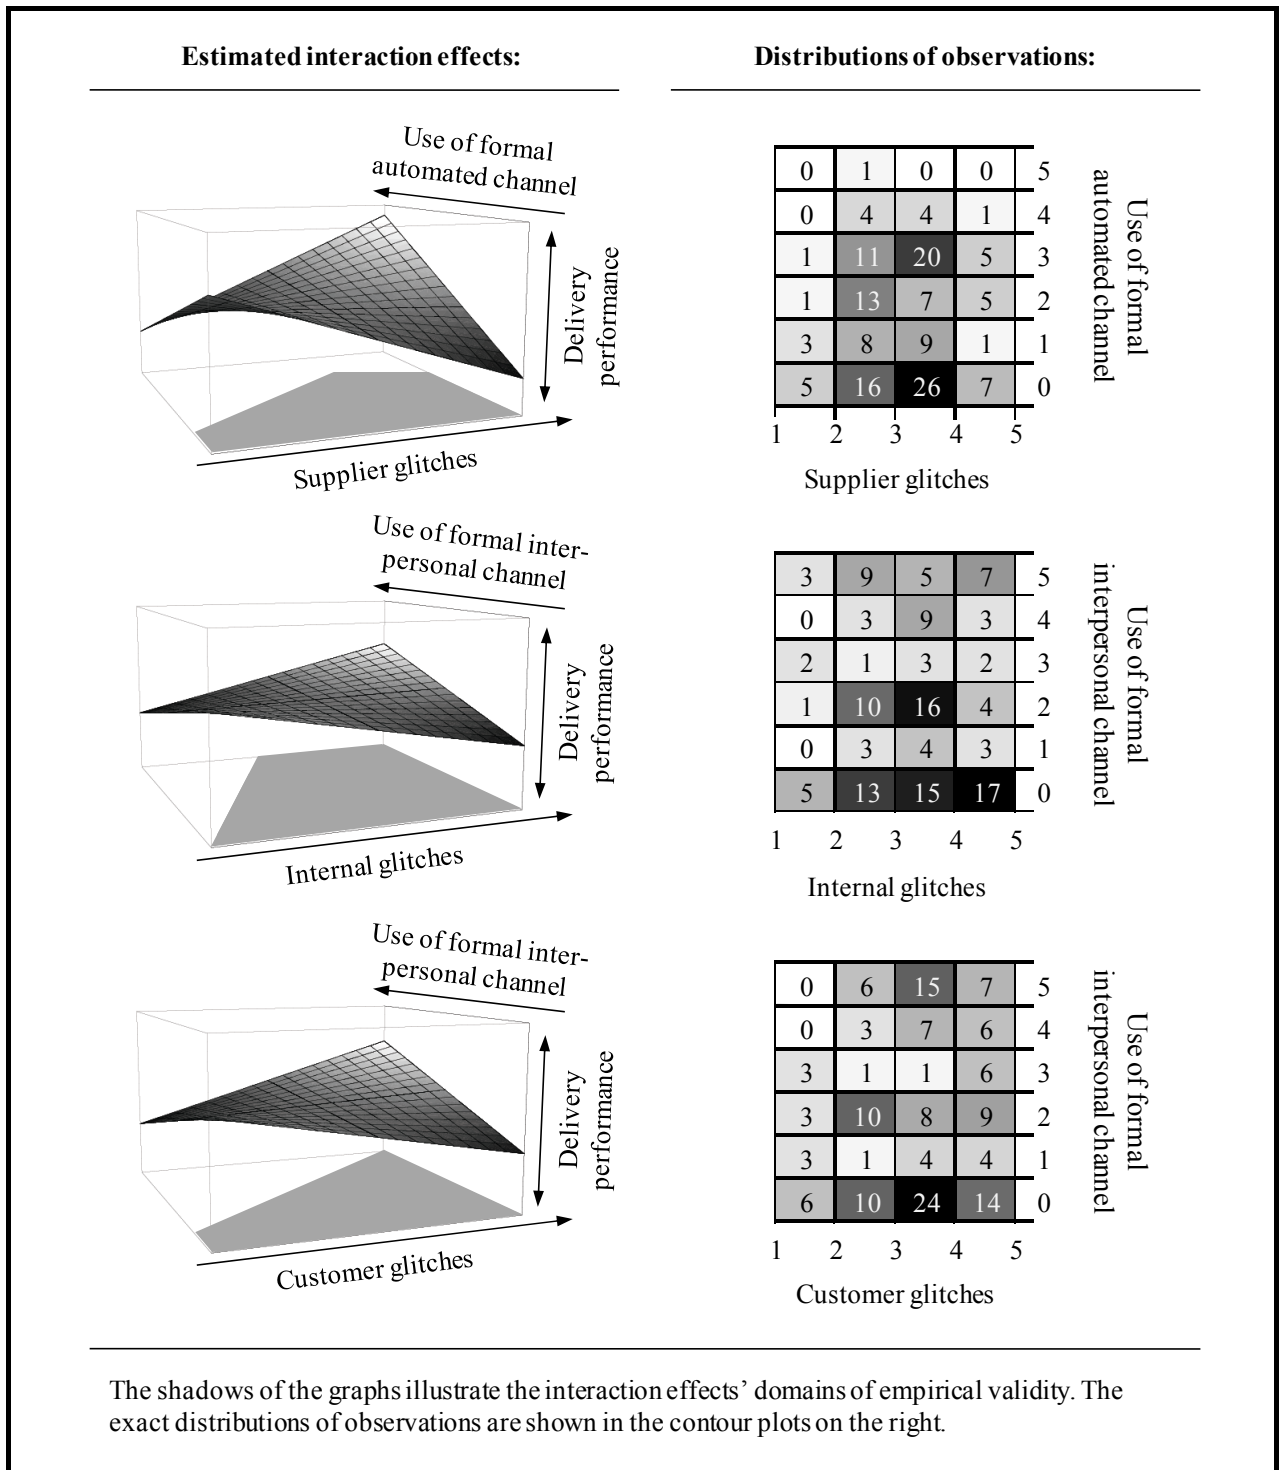 Estimated interaction effects:
Distributions of observations:
Use of formal
automated channel
Delivery
performance
Supplier glitches
0 1 0 0 5
0 4 4 1 4
1 11 20 5 3
1 13 7 5 2
3 8 9 1 1
5 16 26 7 0
1 2 3 4 5
Supplier glitches
Use of formal
automated channel
Use of formal inter-
personal channel
Delivery
performance
Internal glitches
3 9 5 7 5
0 3 9 3 4
2 1 3 2 3
1 10 16 4 2
0 3 4 3 1
5 13 15 17 0
1 2 3 4 5
Internal glitches
Use of formal
interpersonal channel
Use of formal inter-
personal channel
Delivery
performance
Customer glitches
0 6 15 7 5
0 3 7 6 4
3 1 1 6 3
3 10 8 9 2
3 1 4 4 1
6 10 24 14 0
1 2 3 4 5
Customer glitches
Use of formal
interpersonal channel
The shadows of the graphs illustrate the interaction effects’ domains of empirical validity. The
exact distributions of observations are shown in the contour plots on the right.